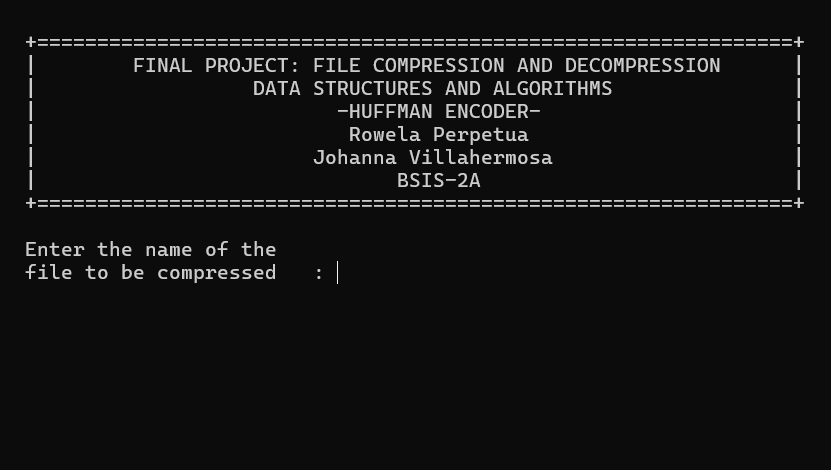 +===============================================================+
| FINAL PROJECT: FILE COMPRESSION AND DECOMPRESSION |
| DATA STRUCTURES AND ALGORITHMS |
| -HUFFMAN ENCODER- |
| Rowela Perpetua |
| Johanna Villahermosa |
| BSIS-2A |
+===============================================================+
Enter the name of the
file to be compressed   :